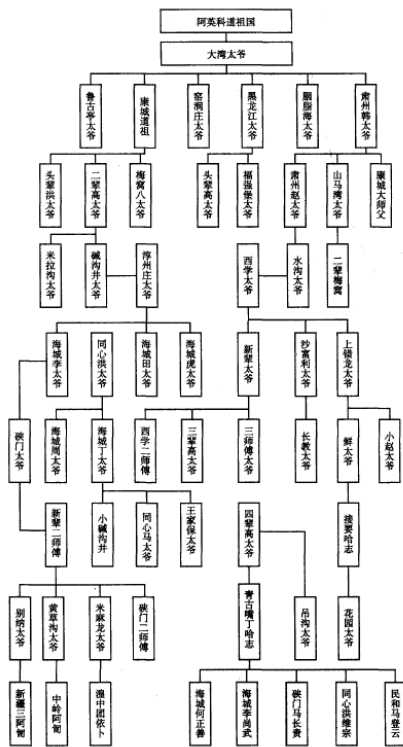 阿英科道祖国
大湾太爷
鲁古亭太爷
康城道祖
窑洞庄太爷
黑龙江太爷
胭脂海太爷
肃州韩太爷
头辈洪太爷
二辈高太爷
梅窝八太爷
头辈高太爷
福强堡太爷
肃州赵太爷
山马湾太爷
康城大师父
米拉沟太爷
碱沟井太爷
淳州庄太爷
西学太爷
水沟太爷
二辈梅窝
海城李太爷
同心洪太爷
海城田太爷
海城虎太爷
新辈太爷
沙富利太爷
上错龙太爷
硖门太爷
海城周太爷
海城丁太爷
西学二师傅
三辈高太爷
三师傅太爷
长教太爷
鲜太爷
小赵太爷
新辈二师傅
小碱沟井
同心马太爷
王家保太爷
四辈高太爷
接要哈志
别纳太爷
黄草沟太爷
米麻龙太爷
硖门二师傅
青古嘴丁哈志
吊沟太爷
花园太爷
新疆三阿訇
中岭阿訇
湟中团依卜
海城何正善
海城李尚武
硖门马长贵
同心洪维宗
民和马登云